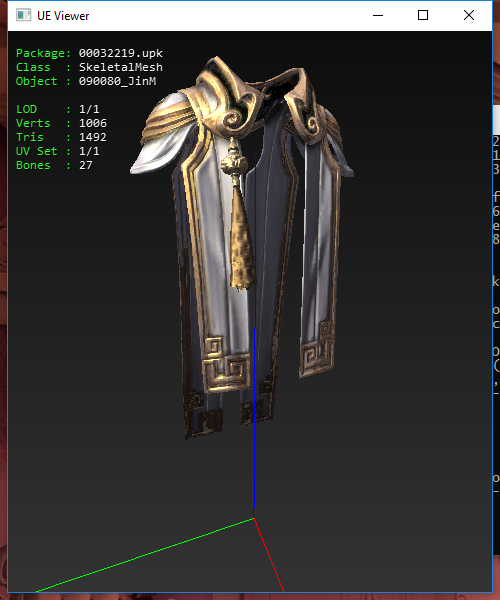 UE Viewer
Package: 00032219.upk
Class  : SkeletalMesh
Object : 090080_JinM
LOD    : 1/1
Verts  : 1006
Tris   : 1492
UV Set : 1/1
Bones  : 27